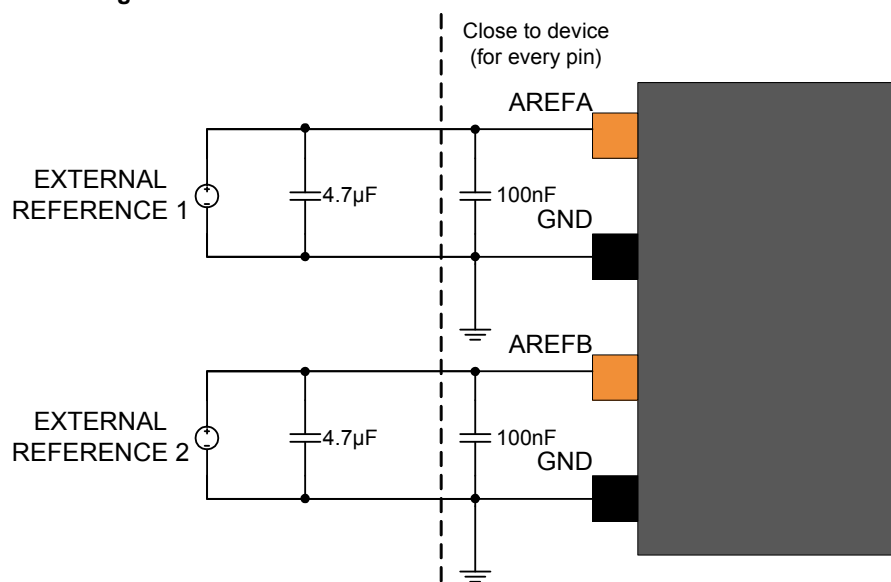 Close to device
(for every pin)
AREFA
EXTERNAL
REFERENCE 1
4.7µF
100nF
GND
AREFB
EXTERNAL
REFERENCE 2
4.7µF
100nF
GND